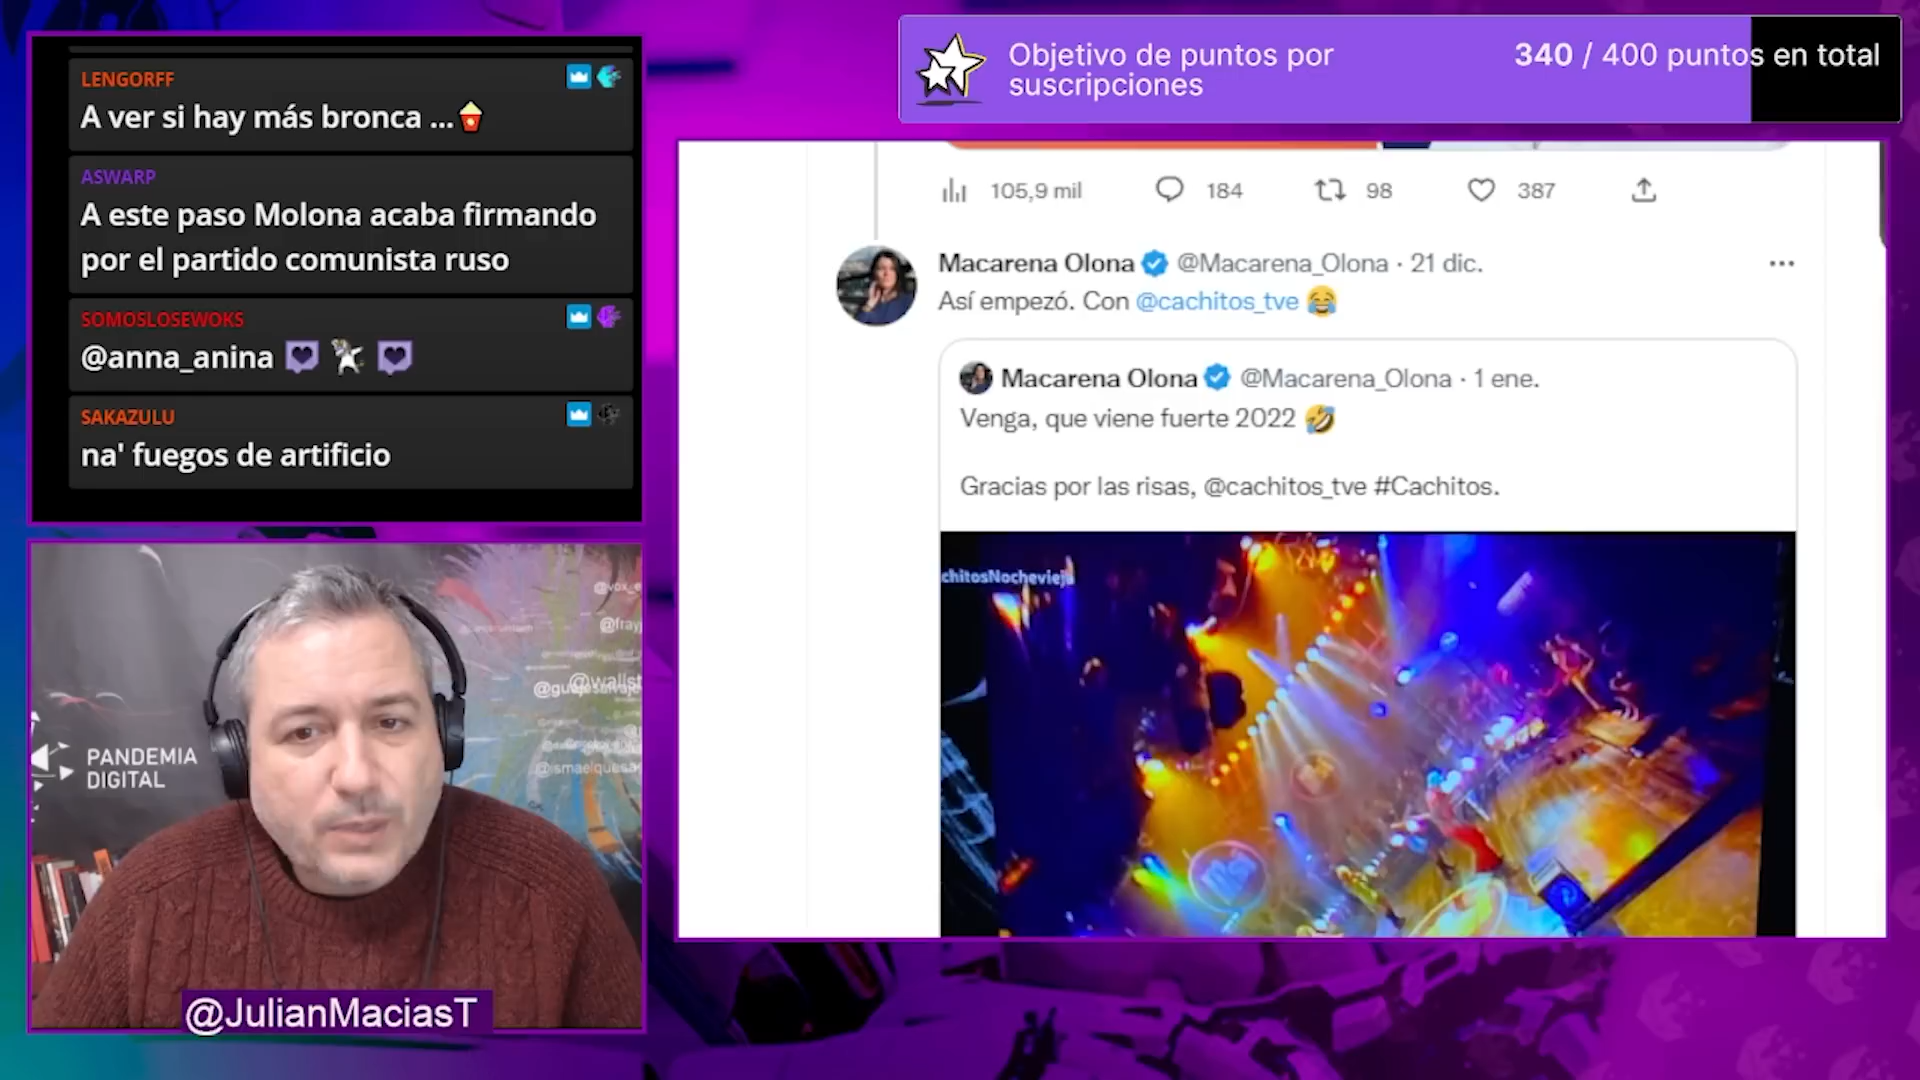 LENGORFF
A ver si hay más bronca ...
ASWARP
A este paso Molona acaba firmando
por el partido comunista ruso
SOMOSLOSEWOKS
@anna_anina
SAKAZULU
na' fuegos de artificio
Objetivo de puntos por
suscripciones
340 / 400 puntos en total
105,9 mil 184 98 387
Macarena Olona @Macarena_Olona · 21 dic.
Así empezó. Con @cachitos_tve
Macarena Olona @Macarena_Olona · 1 ene.
Venga, que viene fuerte 2022
Gracias por las risas, @cachitos_tve #Cachitos.
chitosNochevieja
@vox_e
@fray
@wallst
PANDEMIA
DIGITAL
@JulianMaciasT